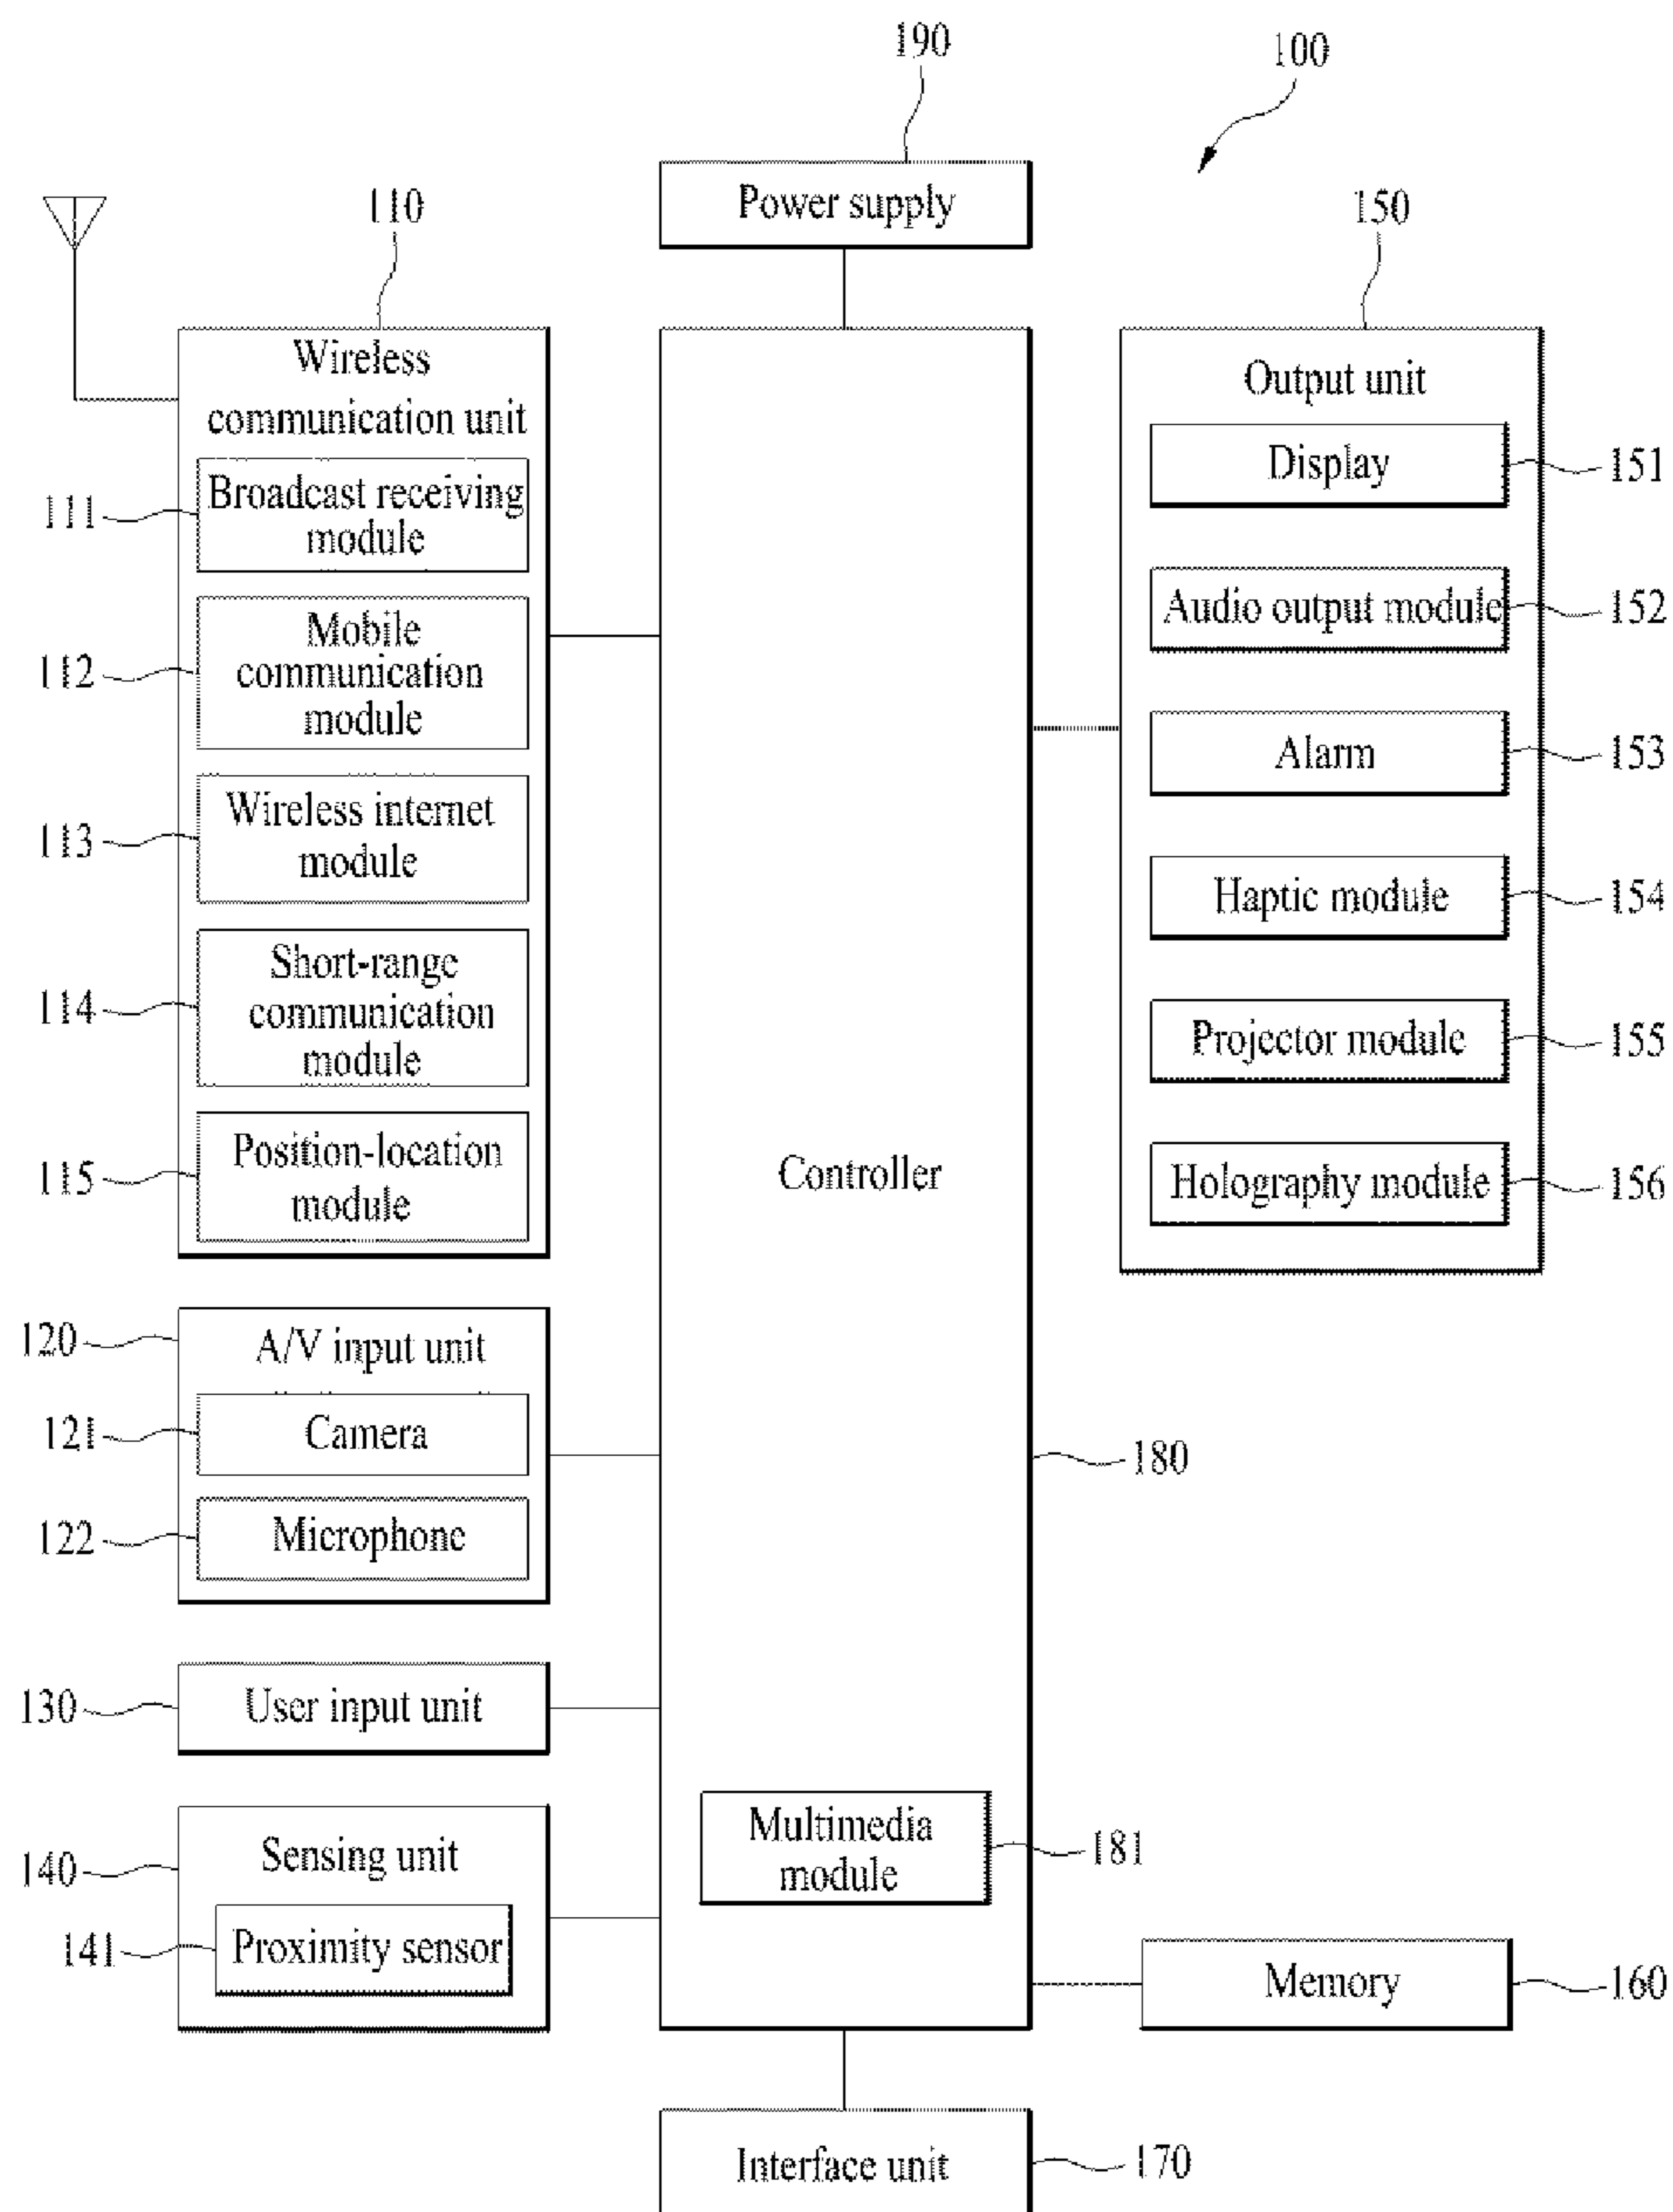 190
100
Power supply
110
150
Wireless
communication unit
Output unit
Broadcast receiving
module
111
Display
151
Mobile
communication
module
112
Audio output module
152
Wireless internet
module
113
Alarm
153
Short-range
communication
module
114
Haptic module
154
Position-location
module
115
Projector module
155
Controller
Holography module
156
120
A/V input unit
121
Camera
180
122
Microphone
130
User input unit
140
Sensing unit
Multimedia
module
181
141
Proximity sensor
Memory
160
Interface unit
170